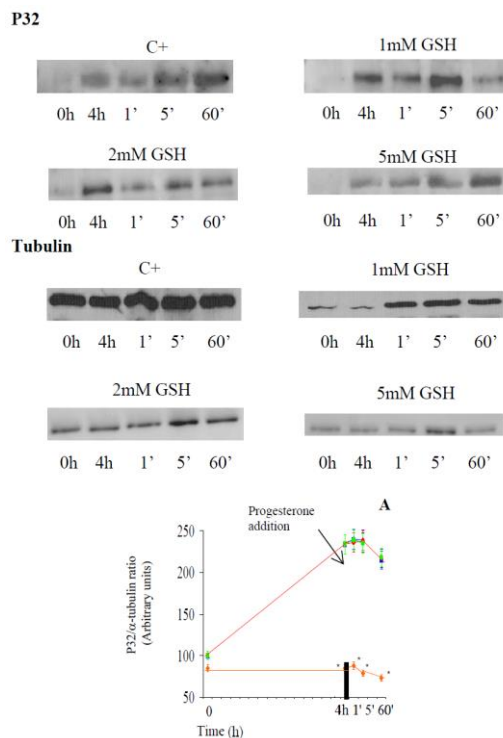 P32
C+
1mM GSH
0h 4h 1' 5' 60'
0h 4h 1' 5' 60'
2mM GSH
5mM GSH
0h 4h 1' 5' 60'
0h 4h 1' 5' 60'
Tubulin
C+
1mM GSH
0h 4h 1' 5' 60'
0h 4h 1' 5' 60'
2mM GSH
5mM GSH
0h 4h 1' 5' 60'
0h 4h 1' 5' 60'
A
Progesterone
addition
P32/α-tubulin ratio
(Arbitrary units)
250
200
150
100
50
0
4h 1' 5' 60'
Time (h)